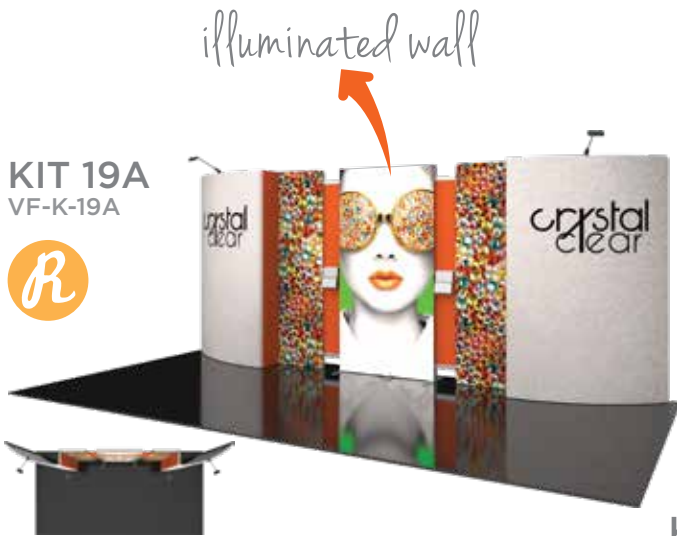 illuminated wall
KIT 19A
VF-K-19A
R
crystal
clear
crystal
clear